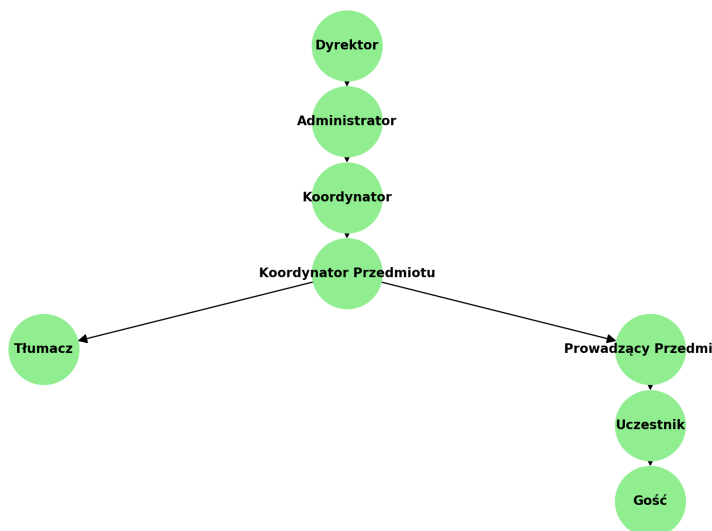 Dyrektor
Administrator
Koordynator
Koordynator Przedmiotu
Tłumacz
Prowadzący Przedmi
Uczestnik
Gość